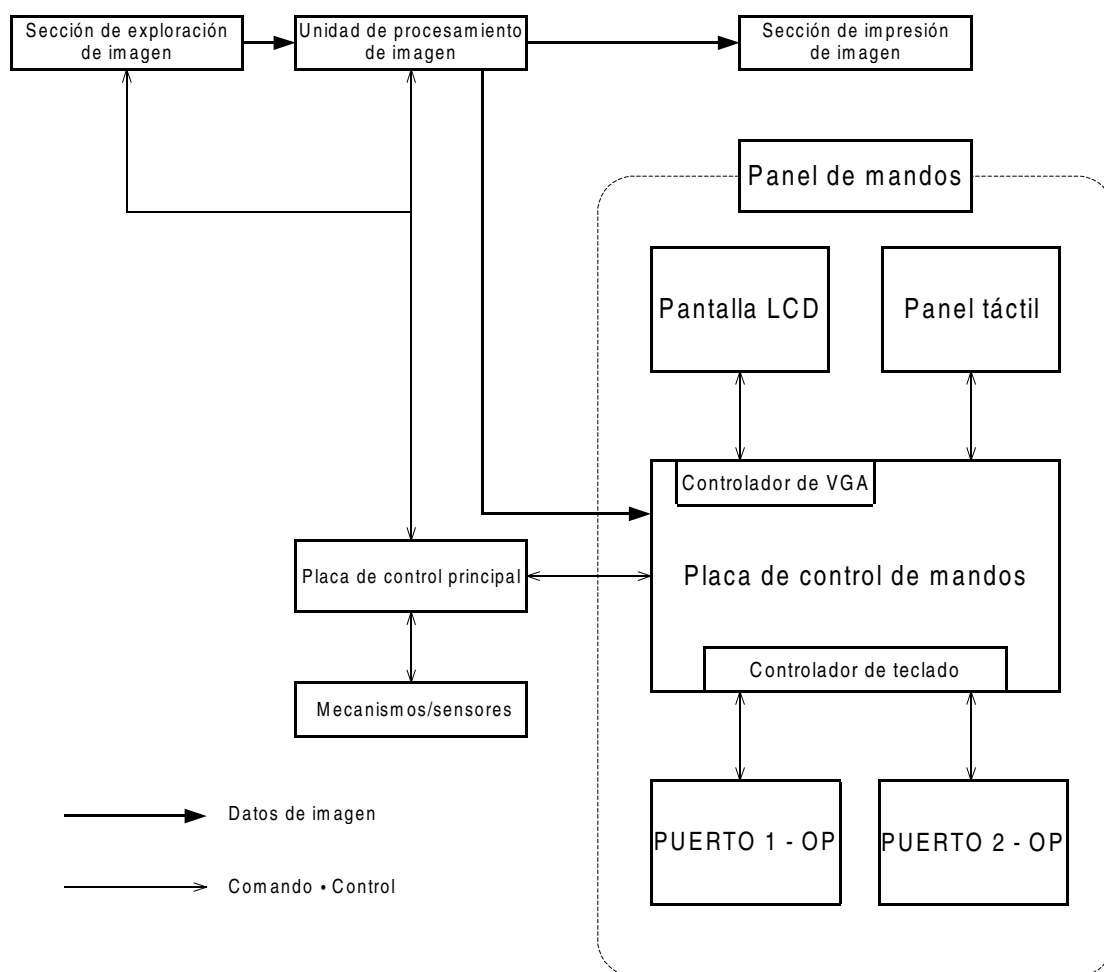 Sección de exploración
de imagen
Unidad de procesamiento
de imagen
Sección de impresión
de imagen
Panel de mandos
Pantalla LCD
Panel táctil
Controlador de VGA
Placa de control principal
Placa de control de mandos
Controlador de teclado
Mecanismos/sensores
Datos de imagen
PUERTO 1 - OP
PUERTO 2 - OP
Comando • Control